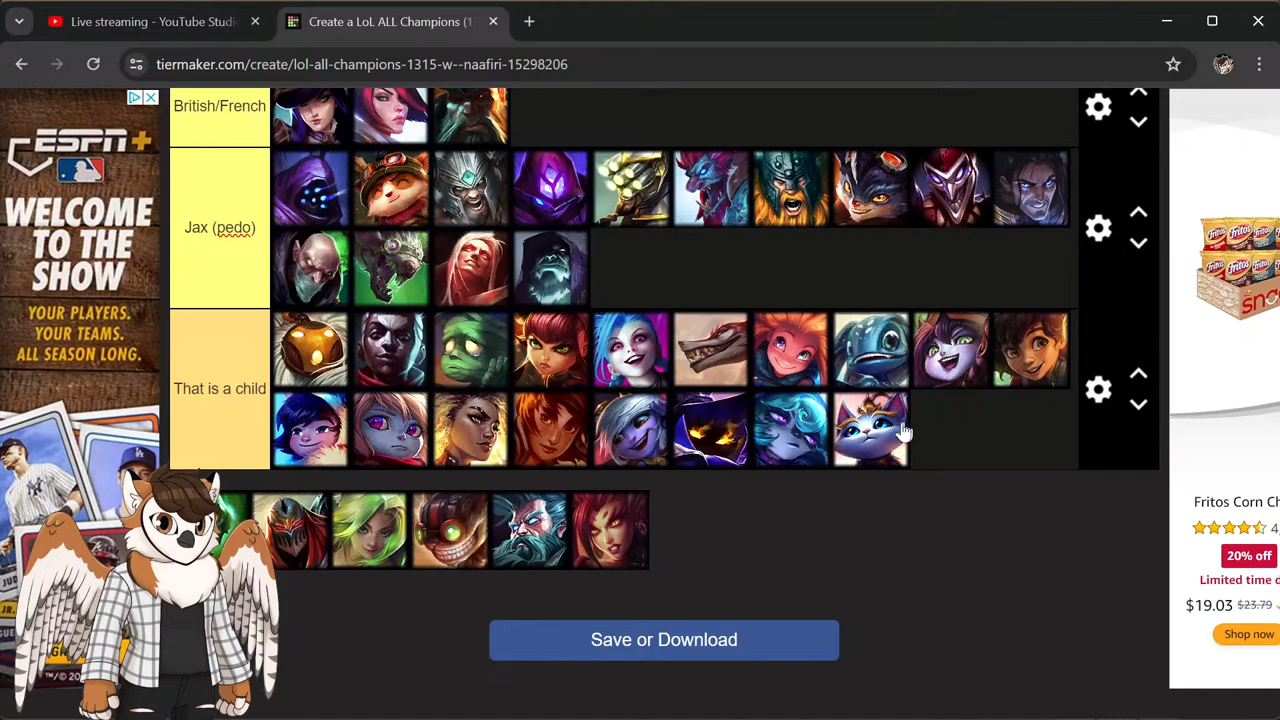 Live streaming - YouTube Studi
Create a LoL ALL Champions (1
tiermaker.com/create/lol-all-champions-1315-w--naafiri-15298206
ESPN+
MLB
WELCOME
TO THE
SHOW
YOUR PLAYERS.
YOUR TEAMS.
ALL SEASON LONG.
British/French
Jax (pedo)
That is a child
Save or Download
Fritos Corn Ch
20% off
Limited time d
$19.03 $23.79
Shop now